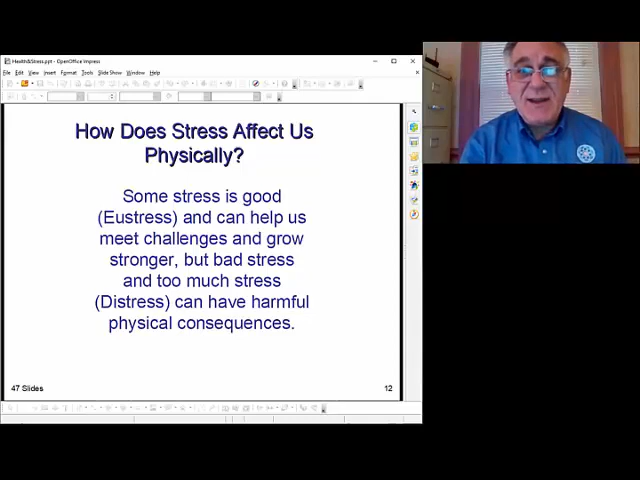 Health&Stress.ppt - OpenOffice Impress
File Edit View Insert Format Tools Slide Show Window Help
How Does Stress Affect Us
Physically?
Some stress is good
(Eustress) and can help us
meet challenges and grow
stronger, but bad stress
and too much stress
(Distress) can have harmful
physical consequences.
47 Slides
12